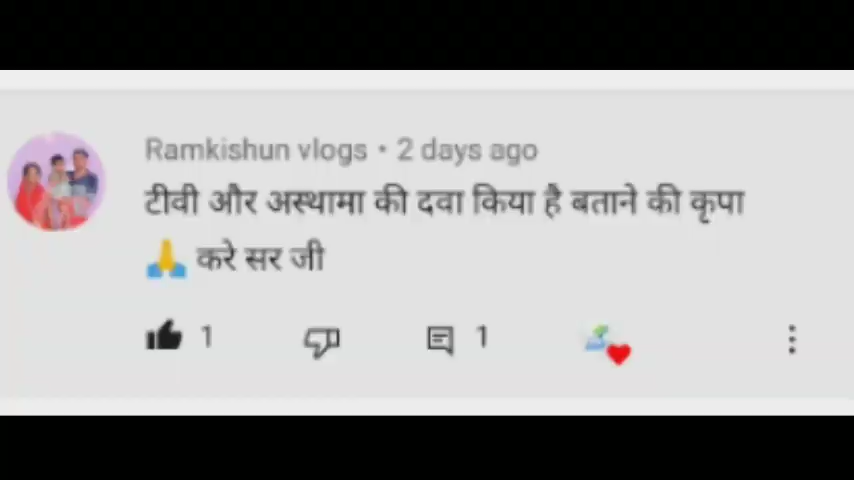 Ramkishun vlogs • 2 days ago
टीवी और अस्थामा की दवा किया है बताने की कृपा
🙏 करे सर जी
1 1